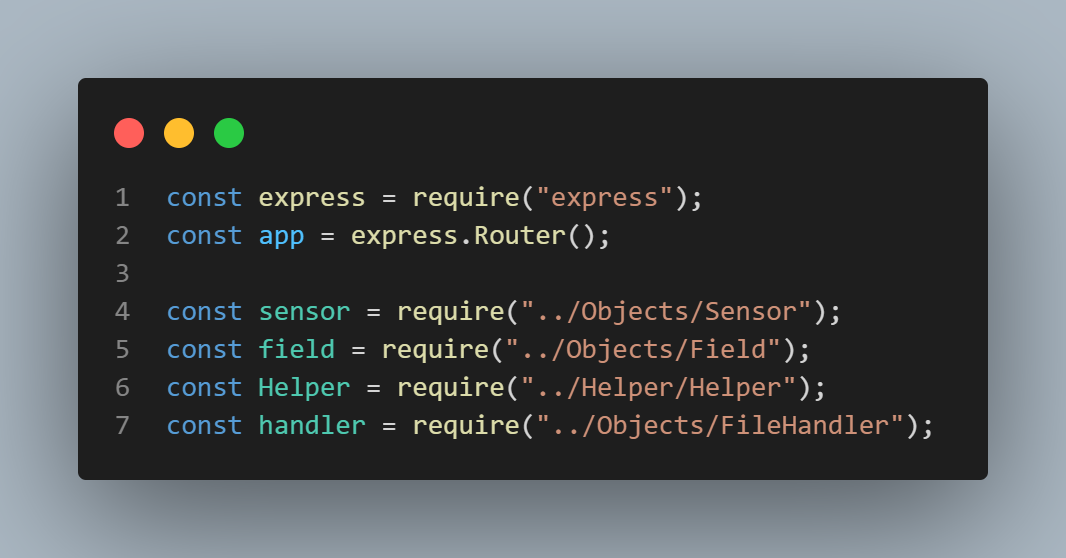 1 const express = require("express");
2 const app = express.Router();
3
4 const sensor = require("../Objects/Sensor");
5 const field = require("../Objects/Field");
6 const Helper = require("../Helper/Helper");
7 const handler = require("../Objects/FileHandler");